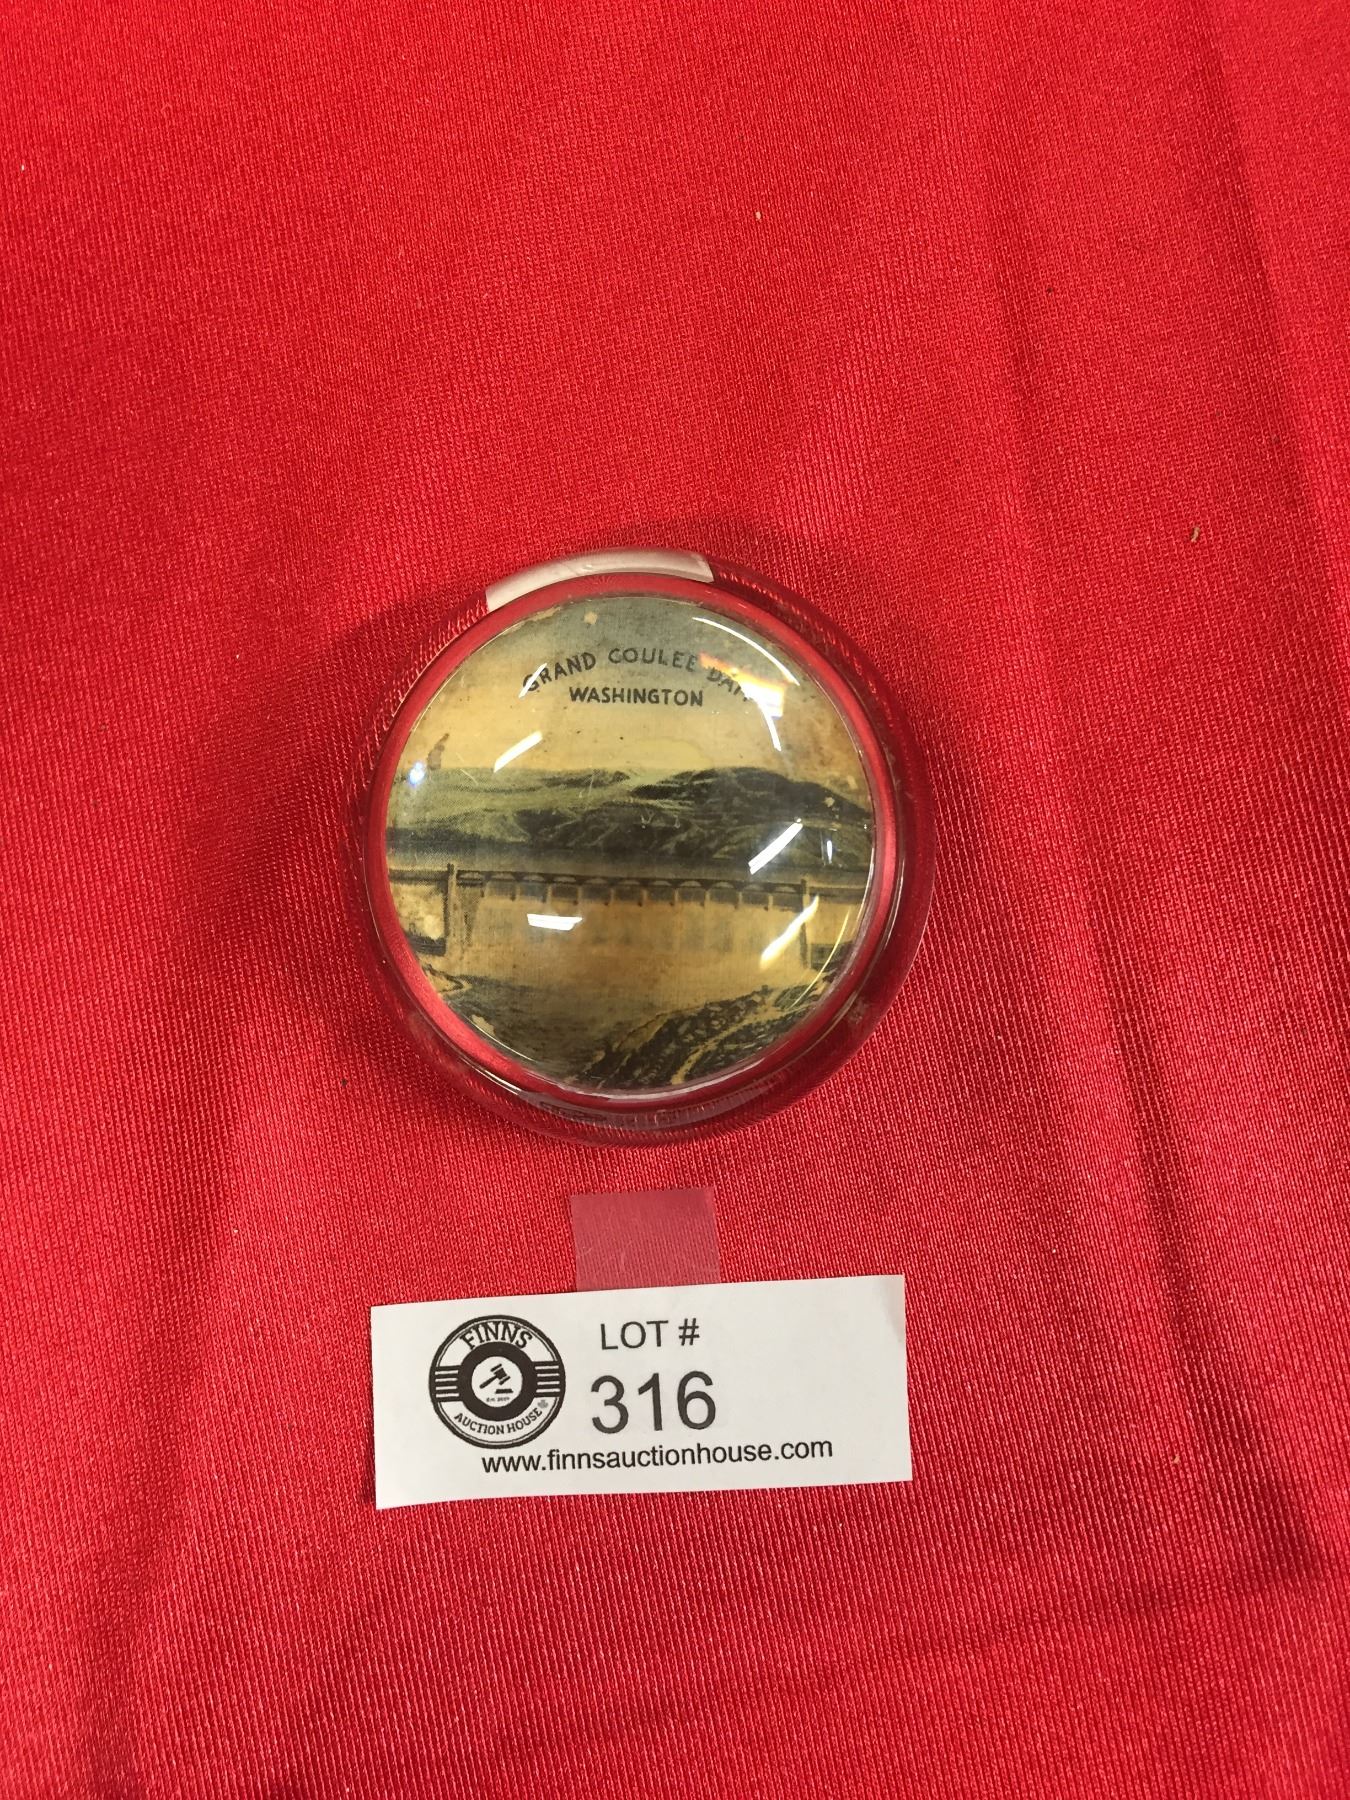 GRAND COULEE DAM
WASHINGTON
FINNS
AUCTION HOUSE
LOT #
316
www.finnsauctionhouse.com